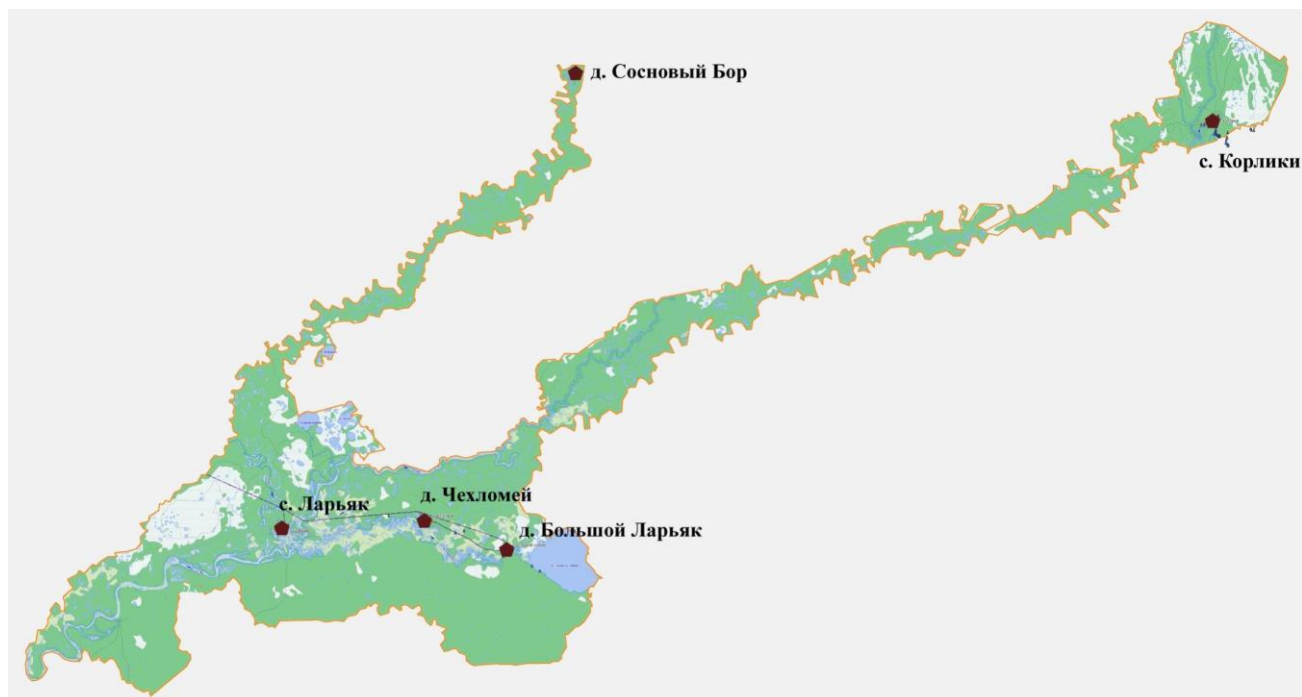 д. Сосновый Бор
с. Корлики
д. Чехломей
с. Ларьяк
д. Большой Ларьяк